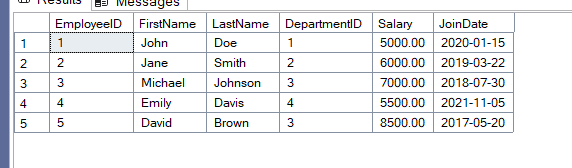 Results Messages
EmployeeID FirstName LastName DepartmentID Salary JoinDate
1 1 John Doe 1 5000.00 2020-01-15
2 2 Jane Smith 2 6000.00 2019-03-22
3 3 Michael Johnson 3 7000.00 2018-07-30
4 4 Emily Davis 4 5500.00 2021-11-05
5 5 David Brown 3 8500.00 2017-05-20